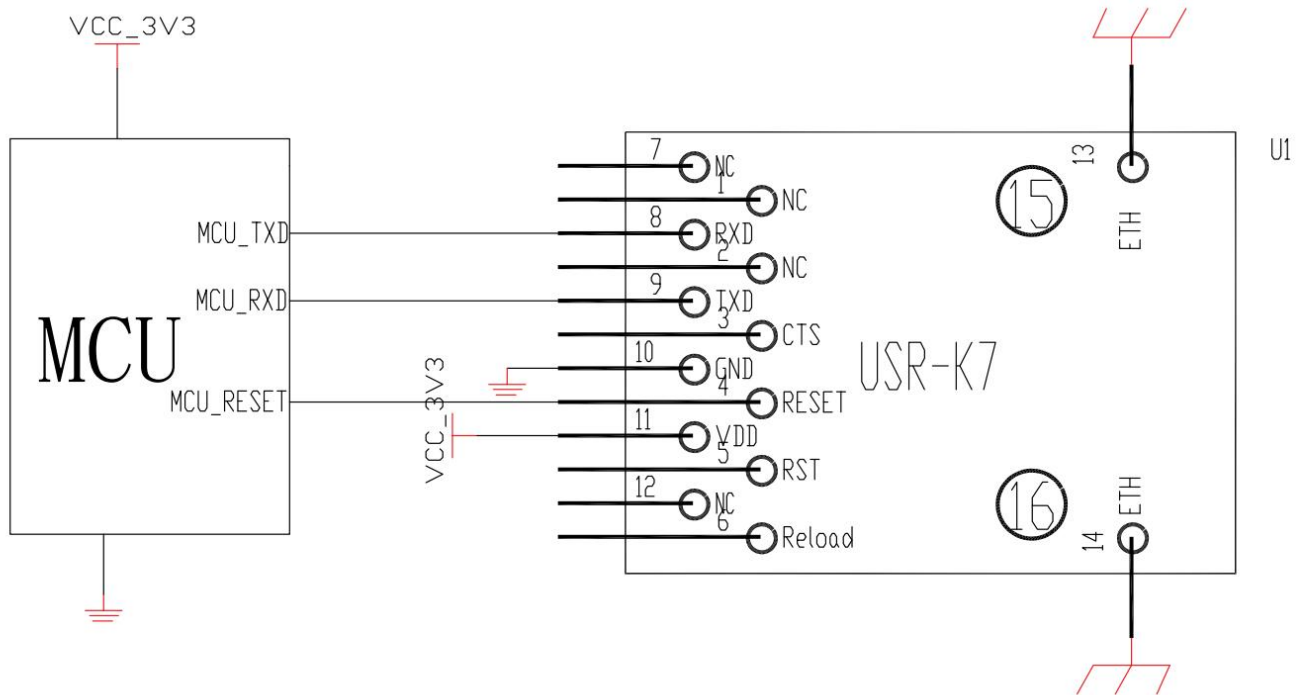 VCC_3V3
MCU_TXD
MCU_RXD
MCU
MCU_RESET
VCC_3V3
7 NC
1 NC
8 RXD
2 NC
9 TXD
3 CTS
10 GND
4 RESET
11 VDD
5 RST
12 NC
6 Reload
USR-K7
15
16
13
ETH
ETH
14
U1